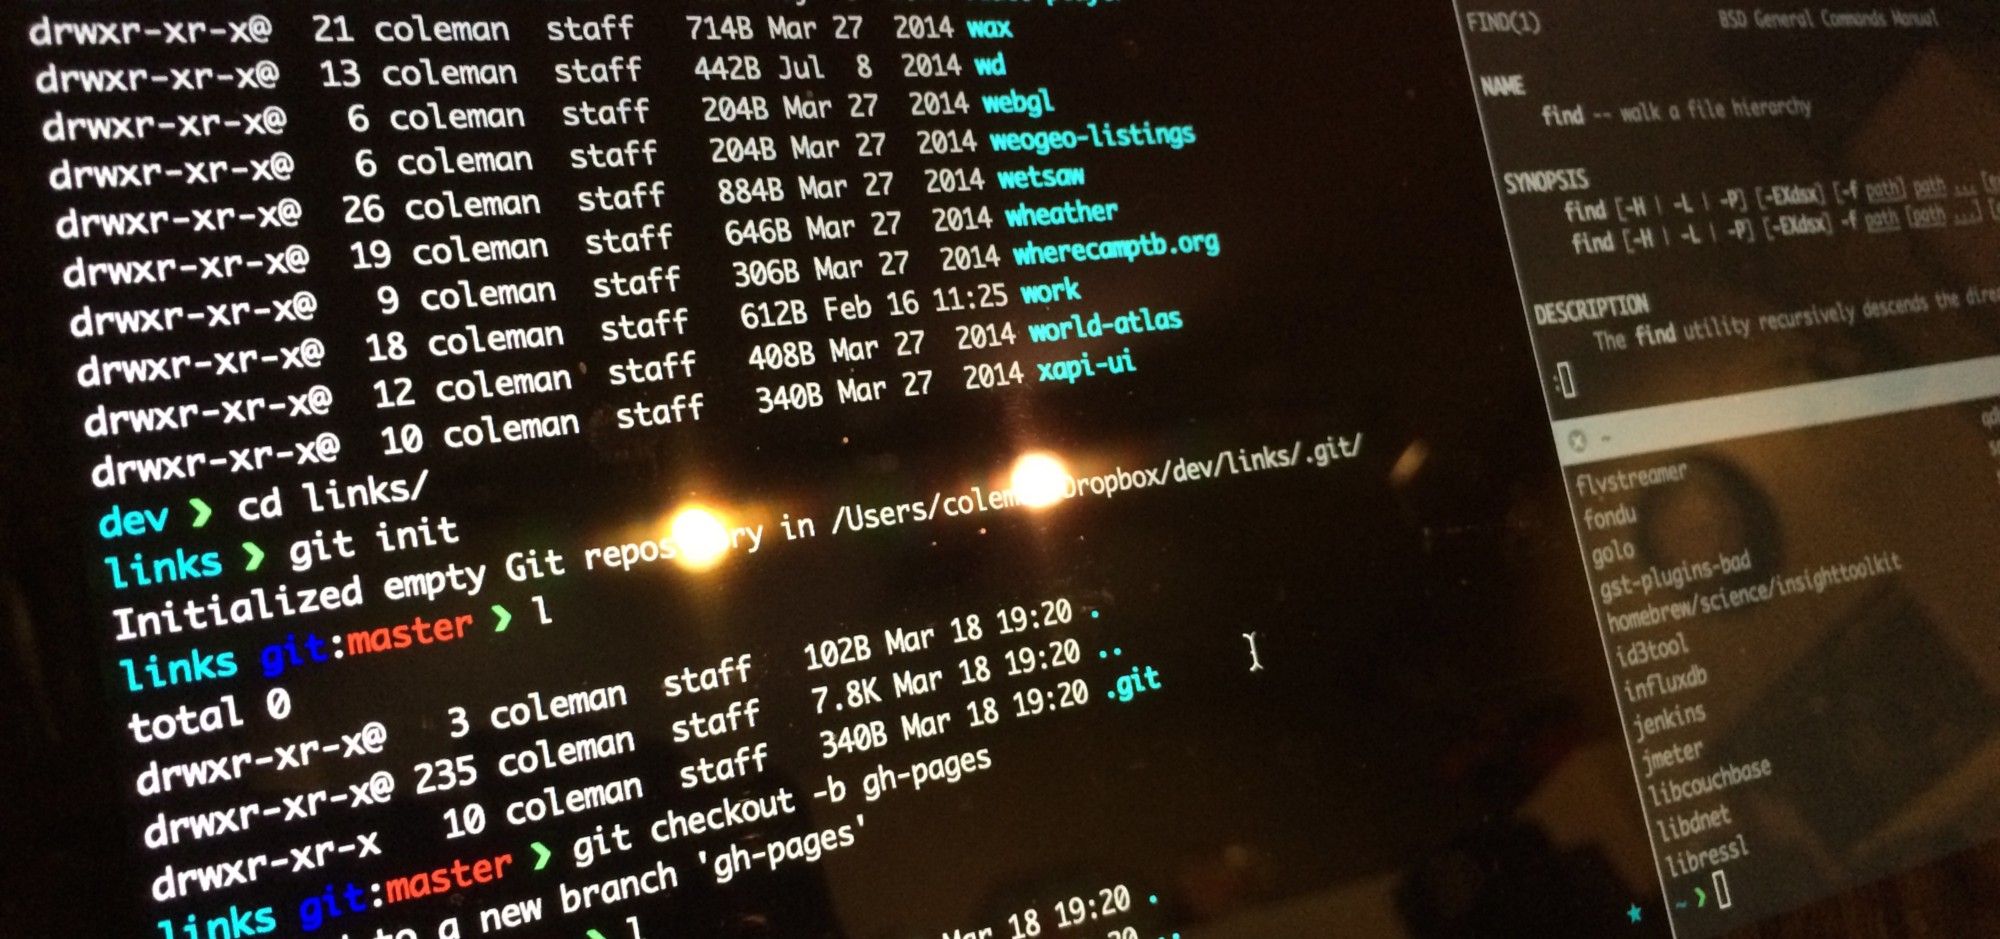 drwxr-xr-x@ 21 coleman staff 714B Mar 27 2014 wax
drwxr-xr-x@ 13 coleman staff 442B Jul 8 2014 wd
drwxr-xr-x@ 6 coleman staff 204B Mar 27 2014 webgl
drwxr-xr-x@ 6 coleman staff 204B Mar 27 2014 weogeo-listings
drwxr-xr-x@ 26 coleman staff 884B Mar 27 2014 wetsaw
drwxr-xr-x@ 19 coleman staff 646B Mar 27 2014 wheather
drwxr-xr-x@ 9 coleman staff 306B Mar 27 2014 wherecamptb.org
drwxr-xr-x@ 18 coleman staff 612B Feb 16 11:25 work
drwxr-xr-x@ 12 coleman staff 408B Mar 27 2014 world-atlas
drwxr-xr-x@ 10 coleman staff 340B Mar 27 2014 xapi-ui
dev ❯ cd links/
links ❯ git init
Initialized empty Git in /Users/ /dev/links/.git/
links git:master ❯ l
total 0
drwxr-xr-x@ 3 coleman staff 102B Mar 18 19:20 .
drwxr-xr-x@ 235 coleman staff 7.8K Mar 18 19:20 ..
drwxr-xr-x 10 coleman staff 340B Mar 18 19:20 .git
links git:master ❯ git checkout -b gh-pages
to a new branch 'gh-pages'
❯ l
Mar 18 19:20 .
FIND(1) BSD General Commands Manual
NAME
find -- walk a file hierarchy
SYNOPSIS
find [-H | -L | -P] [-EXdsx] [-f path] path ...
find [-H | -L | -P] [-EXdsx] -f path [path ...]
DESCRIPTION
The find utility recursively descends the
:
~
flvstreamer
fondu
golo
gst-plugins-bad
homebrew/science/insighttoolkit
id3tool
influxdb
jenkins
jmeter
libcouchbase
libdnet
libressl
~ ❯